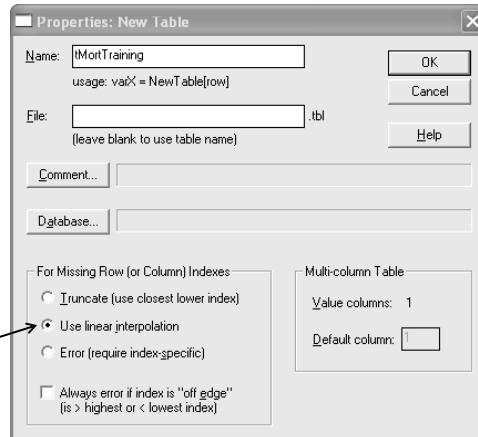 Properties: New Table
Name: tMortTraining
OK
usage: varX = NewTable[row]
Cancel
File: .tbl
(leave blank to use table name)
Help
Comment...
Database...
For Missing Row (or Column) Indexes
Truncate (use closest lower index)
Use linear interpolation
Error (require index-specific)
Always error if index is "off edge"
(is > highest or < lowest index)
Multi-column Table
Value columns: 1
Default column: 1